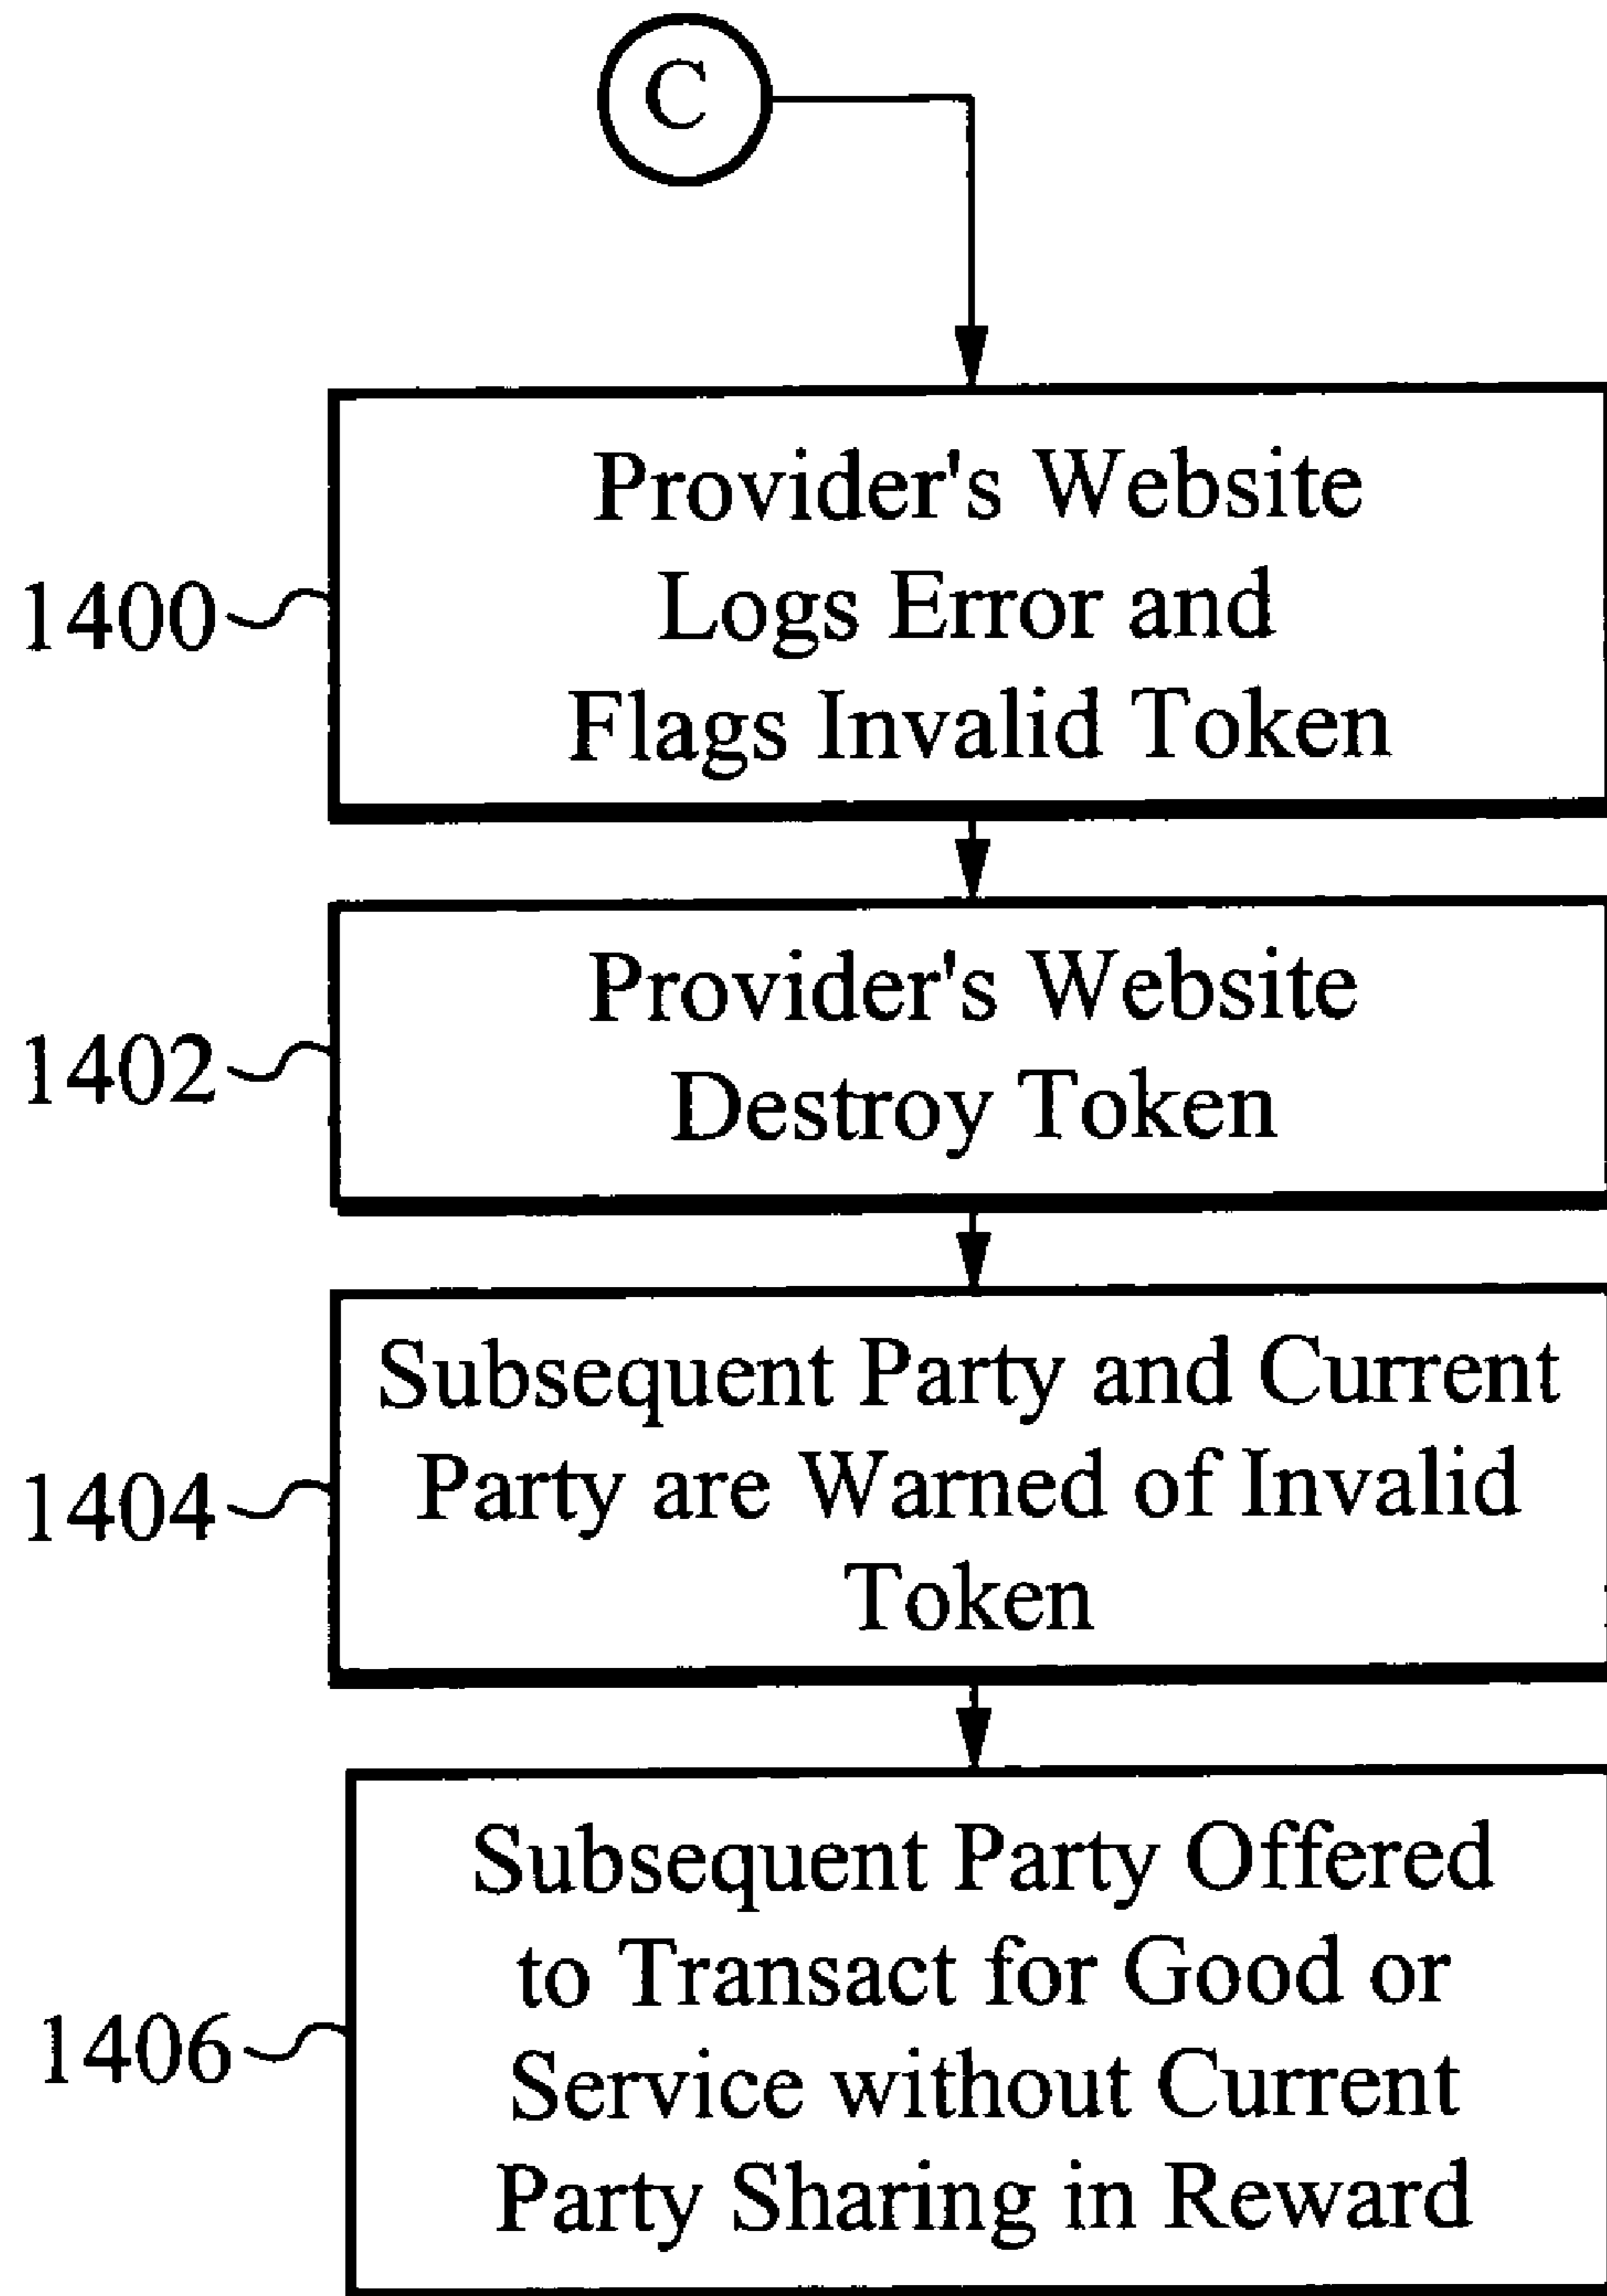 C
Provider's Website
Logs Error and
Flags Invalid Token
1400
Provider's Website
Destroy Token
1402
Subsequent Party and Current
Party are Warned of Invalid
Token
1404
Subsequent Party Offered
to Transact for Good or
Service without Current
Party Sharing in Reward
1406